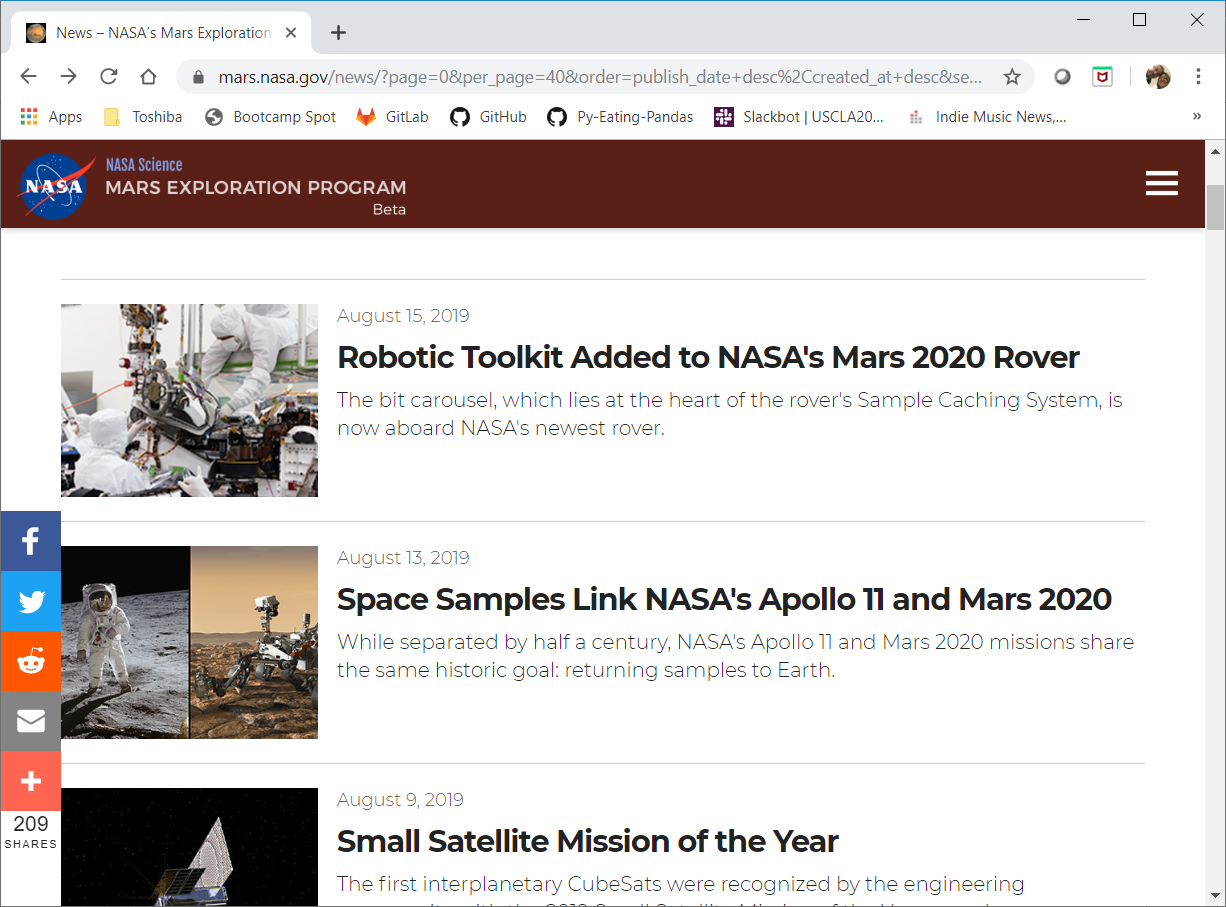 News – NASA's Mars Exploration
mars.nasa.gov/news/?page=0&per_page=40&order=publish_date+desc%2Ccreated_at+desc&se...
Apps Toshiba Bootcamp Spot GitLab GitHub Py-Eating-Pandas Slackbot | USCLA20... Indie Music News,... »
NASA
NASA Science
MARS EXPLORATION PROGRAM
Beta
August 15, 2019
Robotic Toolkit Added to NASA's Mars 2020 Rover
The bit carousel, which lies at the heart of the rover's Sample Caching System, is
now aboard NASA's newest rover.
August 13, 2019
Space Samples Link NASA's Apollo 11 and Mars 2020
While separated by half a century, NASA's Apollo 11 and Mars 2020 missions share
the same historic goal: returning samples to Earth.
209
SHARES
August 9, 2019
Small Satellite Mission of the Year
The first interplanetary CubeSats were recognized by the engineering